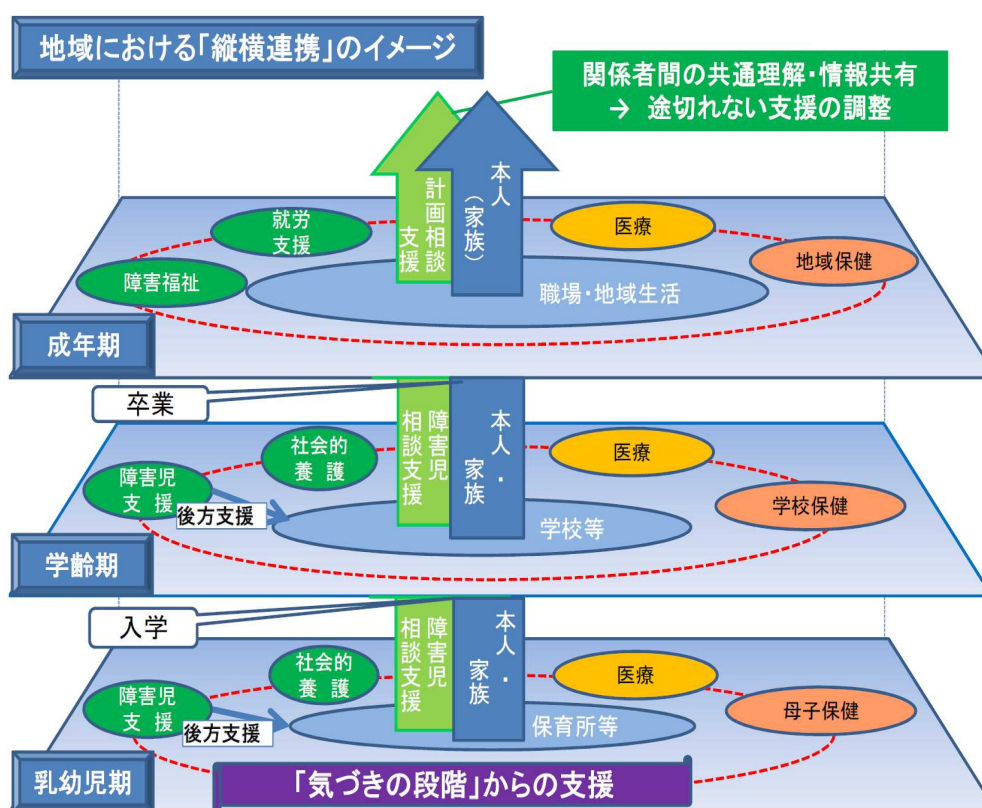 地域における「縦横連携」のイメージ
関係者間の共通理解・情報共有
→ 途切れない支援の調整
本人
（家族）
計画相談
支援
就労
支援
医療
障害福祉
地域保健
職場・地域生活
成年期
卒業
本人・
家族
障害児
相談支援
社会的
養 護
医療
障害児
支 援
後方支援
学校保健
学校等
学齢期
入学
本人・
家族
障害児
相談支援
社会的
養 護
医療
障害児
支 援
後方支援
母子保健
保育所等
乳幼児期
「気づきの段階」からの支援